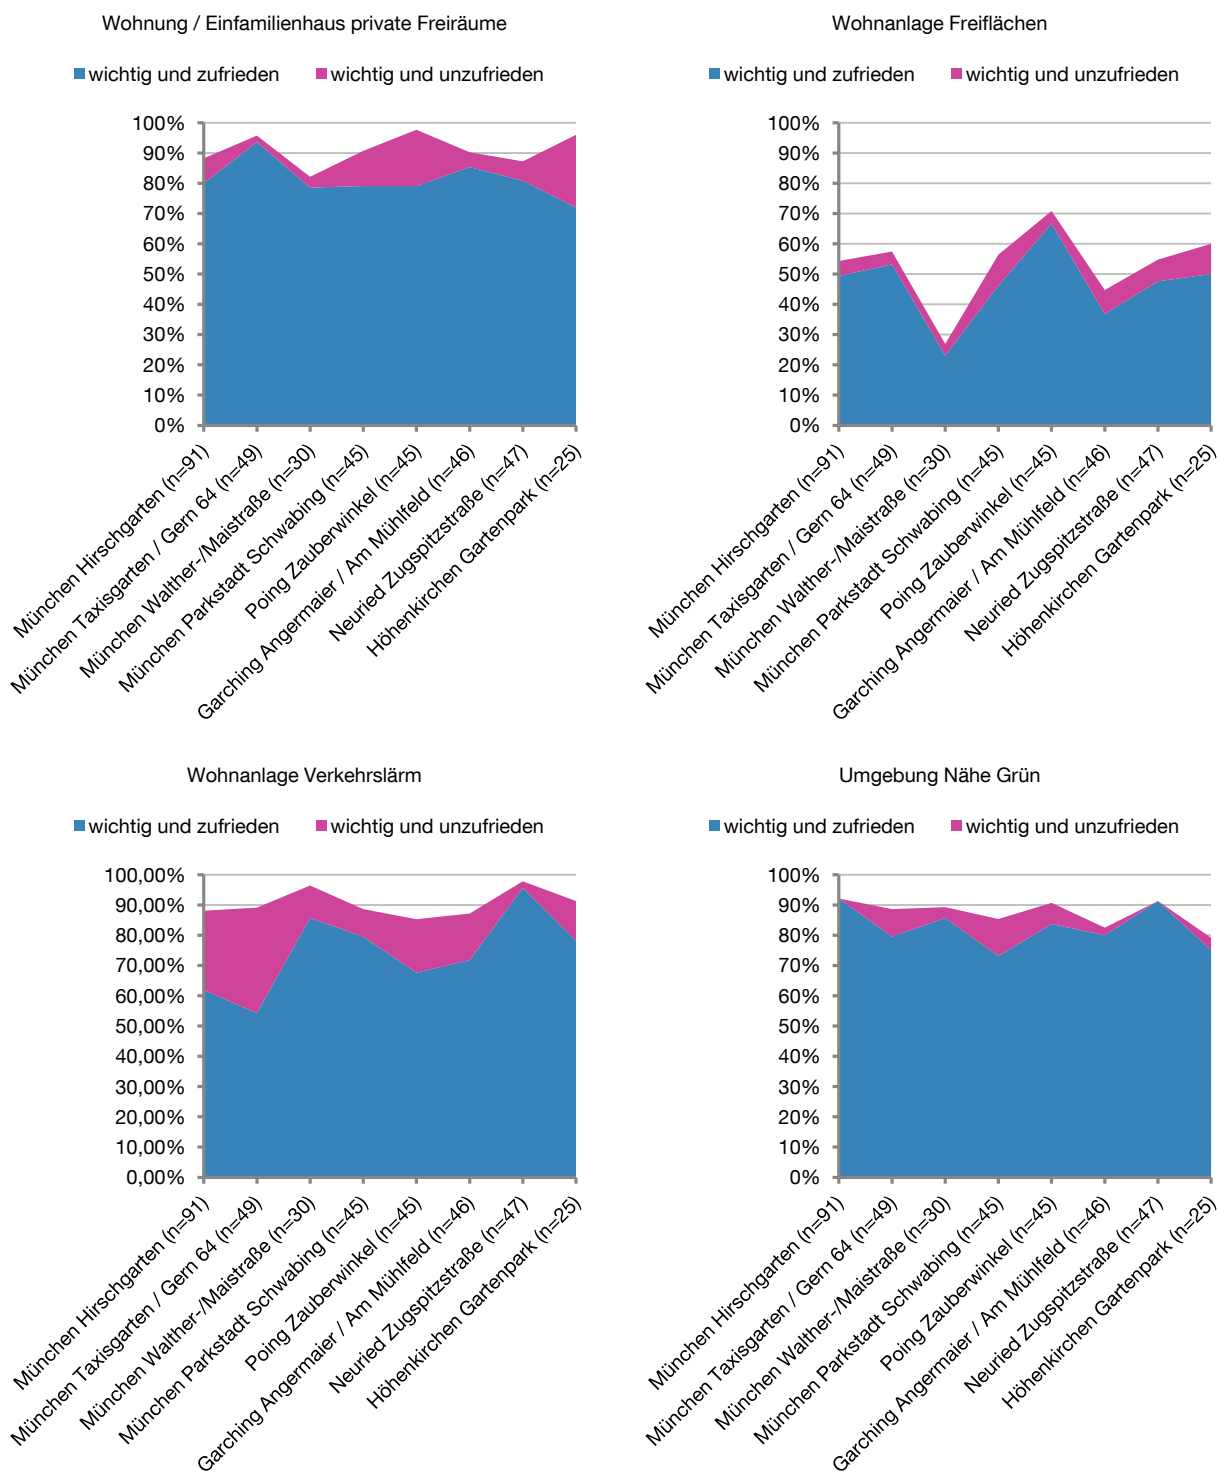 Wohnung / Einfamilienhaus private Freiräume
wichtig und zufrieden wichtig und unzufrieden
100%
90%
80%
70%
60%
50%
40%
30%
20%
10%
0%
München Hirschgarten (n=91)
München Taxisgarten / Gern 64 (n=49)
München Walther-/Maistraße (n=30)
München Parkstadt Schwabing (n=45)
Poing Zauberwinkel (n=45)
Garching Angermaier / Am Mühlfeld (n=46)
Neuried Zugspitzstraße (n=47)
Höhenkirchen Gartenpark (n=25)
Wohnanlage Freiflächen
wichtig und zufrieden wichtig und unzufrieden
100%
90%
80%
70%
60%
50%
40%
30%
20%
10%
0%
München Hirschgarten (n=91)
München Taxisgarten / Gern 64 (n=49)
München Walther-/Maistraße (n=30)
München Parkstadt Schwabing (n=45)
Poing Zauberwinkel (n=45)
Garching Angermaier / Am Mühlfeld (n=46)
Neuried Zugspitzstraße (n=47)
Höhenkirchen Gartenpark (n=25)
Wohnanlage Verkehrslärm
wichtig und zufrieden wichtig und unzufrieden
100,00%
90,00%
80,00%
70,00%
60,00%
50,00%
40,00%
30,00%
20,00%
10,00%
0,00%
München Hirschgarten (n=91)
München Taxisgarten / Gern 64 (n=49)
München Walther-/Maistraße (n=30)
München Parkstadt Schwabing (n=45)
Poing Zauberwinkel (n=45)
Garching Angermaier / Am Mühlfeld (n=46)
Neuried Zugspitzstraße (n=47)
Höhenkirchen Gartenpark (n=25)
Umgebung Nähe Grün
wichtig und zufrieden wichtig und unzufrieden
100%
90%
80%
70%
60%
50%
40%
30%
20%
10%
0%
München Hirschgarten (n=91)
München Taxisgarten / Gern 64 (n=49)
München Walther-/Maistraße (n=30)
München Parkstadt Schwabing (n=45)
Poing Zauberwinkel (n=45)
Garching Angermaier / Am Mühlfeld (n=46)
Neuried Zugspitzstraße (n=47)
Höhenkirchen Gartenpark (n=25)